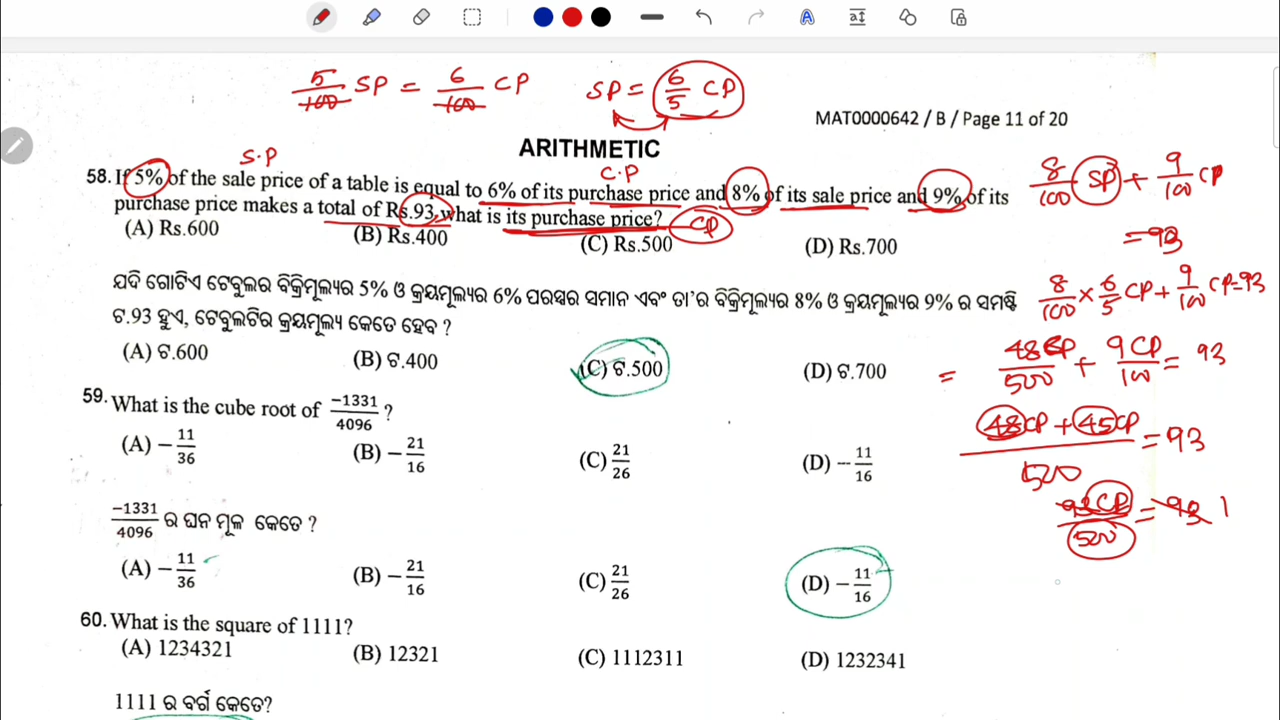 5/100 SP = 6/100 CP SP = 6/5 CP
MAT0000642 / B / Page 11 of 20
ARITHMETIC
S.P C.P
58. If 5% of the sale price of a table is equal to 6% of its purchase price and 8% of its sale price and 9% of its
purchase price makes a total of Rs.93, what is its purchase price? CP
(A) Rs.600 (B) Rs.400 (C) Rs.500 (D) Rs.700
8/100 SP + 9/100 CP
= 93
ଯଦି ଗୋଟିଏ ଟେବୁଲର ବିକ୍ରିମୂଲ୍ୟର 5% ଓ କ୍ରୟମୂଲ୍ୟର 6% ପରସ୍ପର ସମାନ ଏବଂ ତା'ର ବିକ୍ରିମୂଲ୍ୟର 8% ଓ କ୍ରୟମୂଲ୍ୟର 9% ର ସମଷ୍ଟି
ଟ.93 ହୁଏ, ଟେବୁଲଟିର କ୍ରୟମୂଲ୍ୟ କେତେ ହେବ ?
(A) ଟ.600 (B) ଟ.400 (C) ଟ.500 (D) ଟ.700
8/100 × 6/5 CP + 9/100 CP = 93
= 48CP/500 + 9CP/100 = 93
48CP + 45CP / 500 = 93
93CP/500 = 93 1
59. What is the cube root of −1331/4096 ?
(A) −11/36 (B) −21/16 (C) 21/26 (D) −11/16
−1331/4096 ର ଘନ ମୂଳ କେତେ ?
(A) −11/36 (B) −21/16 (C) 21/26 (D) −11/16
60. What is the square of 1111?
(A) 1234321 (B) 12321 (C) 1112311 (D) 1232341
1111 ର ବର୍ଗ କେତେ?